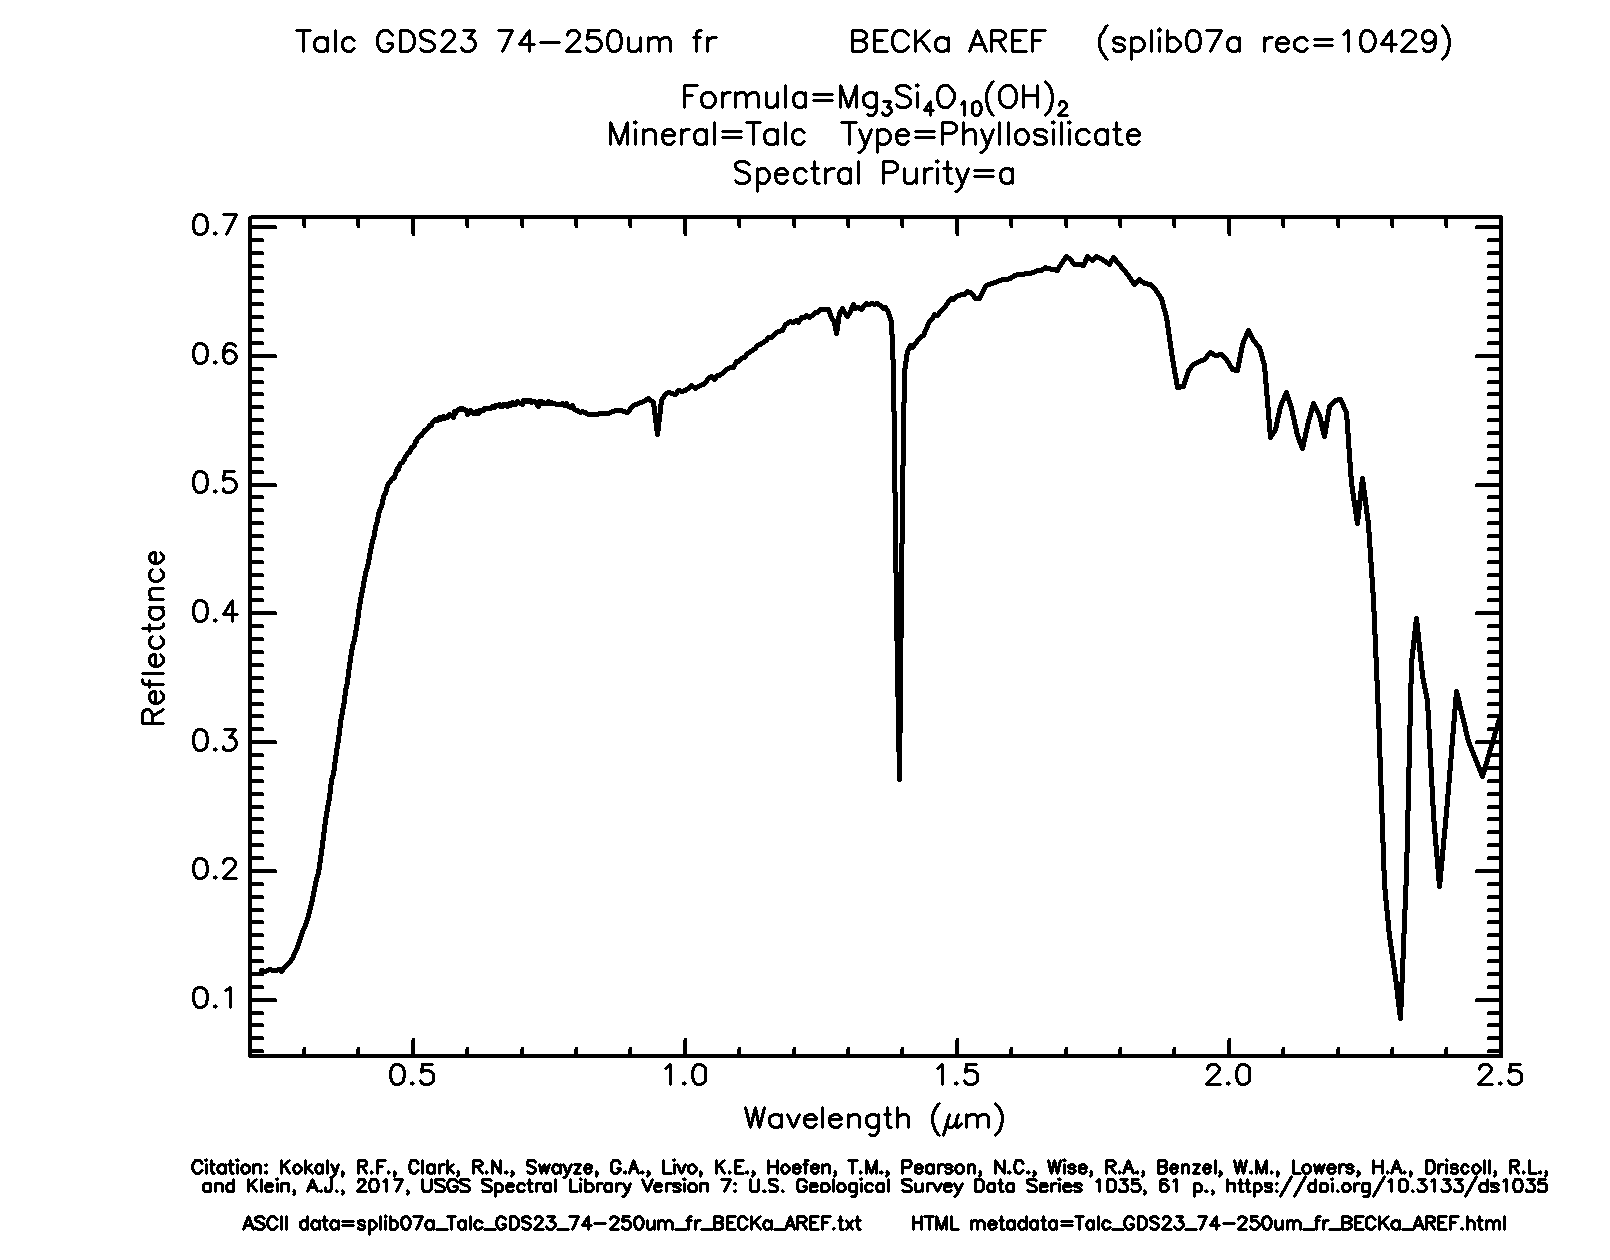 Talc GDS23 74-250um fr BECKa AREF (splib07a rec=10429)
Formula=Mg₃Si₄O₁₀(OH)₂
Mineral=Talc Type=Phyllosilicate
Spectral Purity=a
0.7
0.6
0.5
0.4
0.3
0.2
0.1
Reflectance
0.5 1.0 1.5 2.0 2.5
Wavelength (μm)
Citation: Kokaly, R.F., Clark, R.N., Swayze, G.A., Livo, K.E., Hoefen, T.M., Pearson, N.C., Wise, R.A., Benzel, W.M., Lowers, H.A., Driscoll, R.L.,
and Klein, A.J., 2017, USGS Spectral Library Version 7: U.S. Geological Survey Data Series 1035, 61 p., https://doi.org/10.3133/ds1035
ASCII data=splib07a_Talc_GDS23_74-250um_fr_BECKa_AREF.txt HTML metadata=Talc_GDS23_74-250um_fr_BECKa_AREF.html